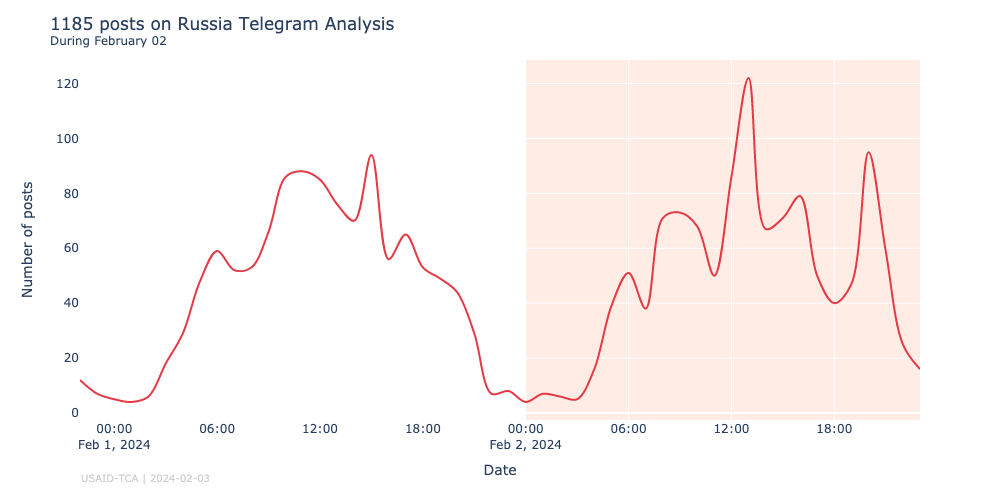 1185 posts on Russia Telegram Analysis
During February 02
Number of posts
120
100
80
60
40
20
0
00:00 06:00 12:00 18:00 00:00 06:00 12:00 18:00
Feb 1, 2024 Feb 2, 2024
Date
USAID-TCA | 2024-02-03